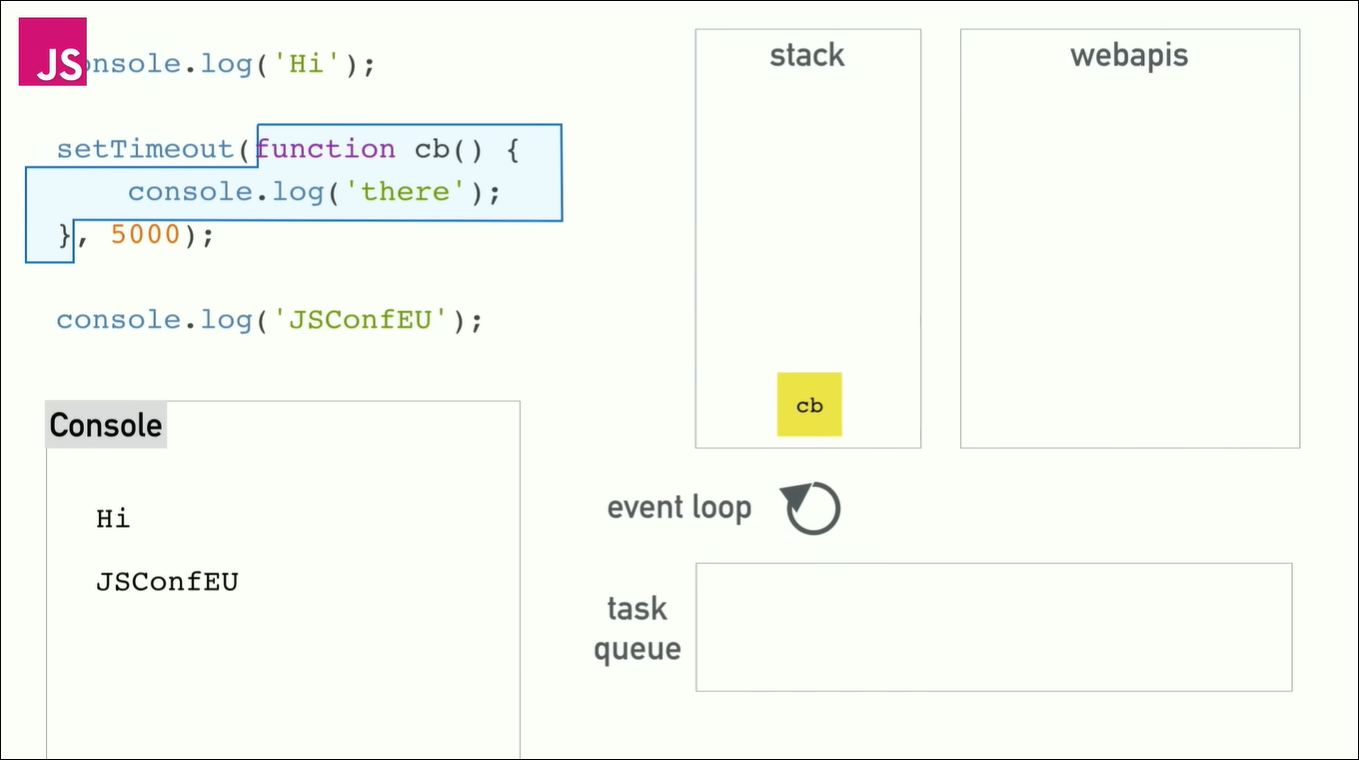 JS
onsole.log('Hi');
setTimeout(function cb() {
console.log('there');
}, 5000);
console.log('JSConfEU');
Console
Hi
JSConfEU
stack
webapis
cb
event loop
task
queue